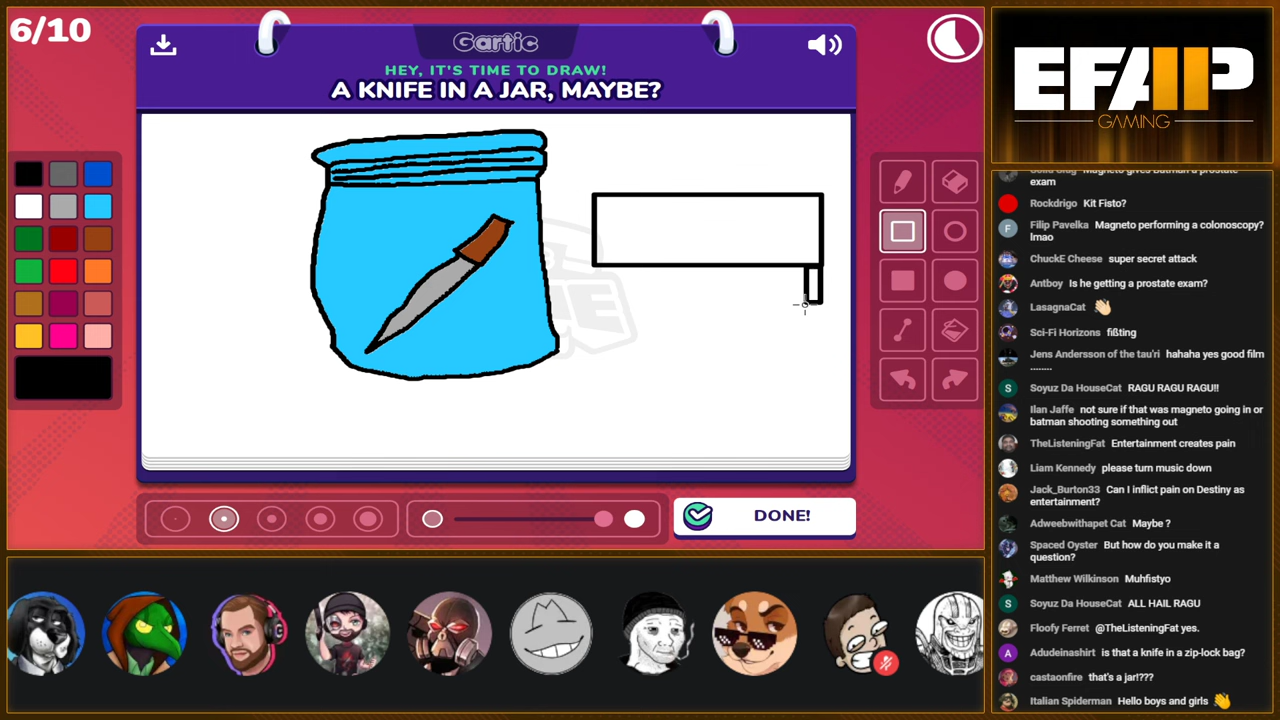 6/10
Gartic
HEY, IT'S TIME TO DRAW!
A KNIFE IN A JAR, MAYBE?
DONE!
EFAP
GAMING
exam
Rockdrigo Kit Fisto?
F Filip Pavelka Magneto performing a colonoscopy?
lmao
ChuckE Cheese super secret attack
Antboy Is he getting a prostate exam?
LasagnaCat 👋🏻
Sci-Fi Horizons fißting
Jens Andersson of the tau'ri hahaha yes good film
--------
S Soyuz Da HouseCat RAGU RAGU RAGU!!
Ilan Jaffe not sure if that was magneto going in or
batman shooting something out
TheListeningFat Entertainment creates pain
Liam Kennedy please turn music down
Jack_Burton33 Can I inflict pain on Destiny as
entertainment?
Adweebwithapet Cat Maybe ?
Spaced Oyster But how do you make it a
question?
Matthew Wilkinson Muhfistyo
S Soyuz Da HouseCat ALL HAIL RAGU
Floofy Ferret @TheListeningFat yes.
A Adudeinashirt is that a knife in a zip-lock bag?
castaonfire that's a jar!???
Italian Spiderman Hello boys and girls 👋